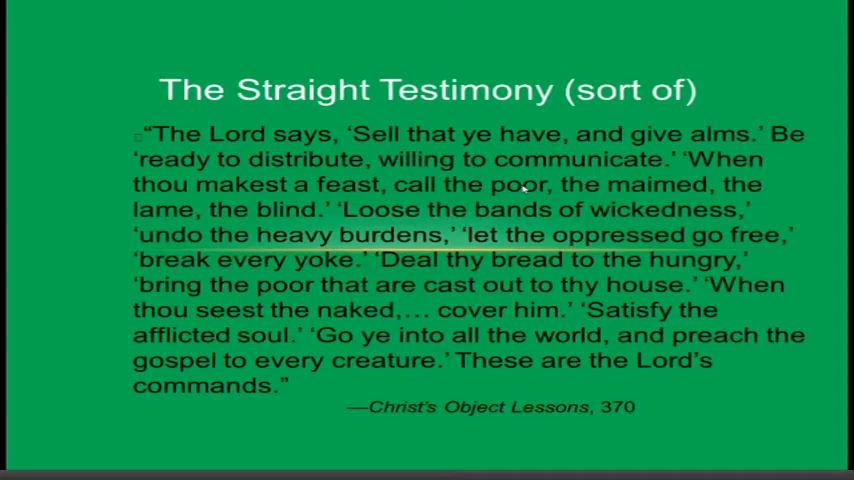 The Straight Testimony (sort of)
“The Lord says, ‘Sell that ye have, and give alms.’ Be
‘ready to distribute, willing to communicate.’ ‘When
thou makest a feast, call the poor, the maimed, the
lame, the blind.’ ‘Loose the bands of wickedness,’
‘undo the heavy burdens,’ ‘let the oppressed go free,’
‘break every yoke.’ ‘Deal thy bread to the hungry,’
‘bring the poor that are cast out to thy house.’ ‘When
thou seest the naked,... cover him.’ ‘Satisfy the
afflicted soul.’ ‘Go ye into all the world, and preach the
gospel to every creature.’ These are the Lord’s
commands.”
—Christ’s Object Lessons, 370